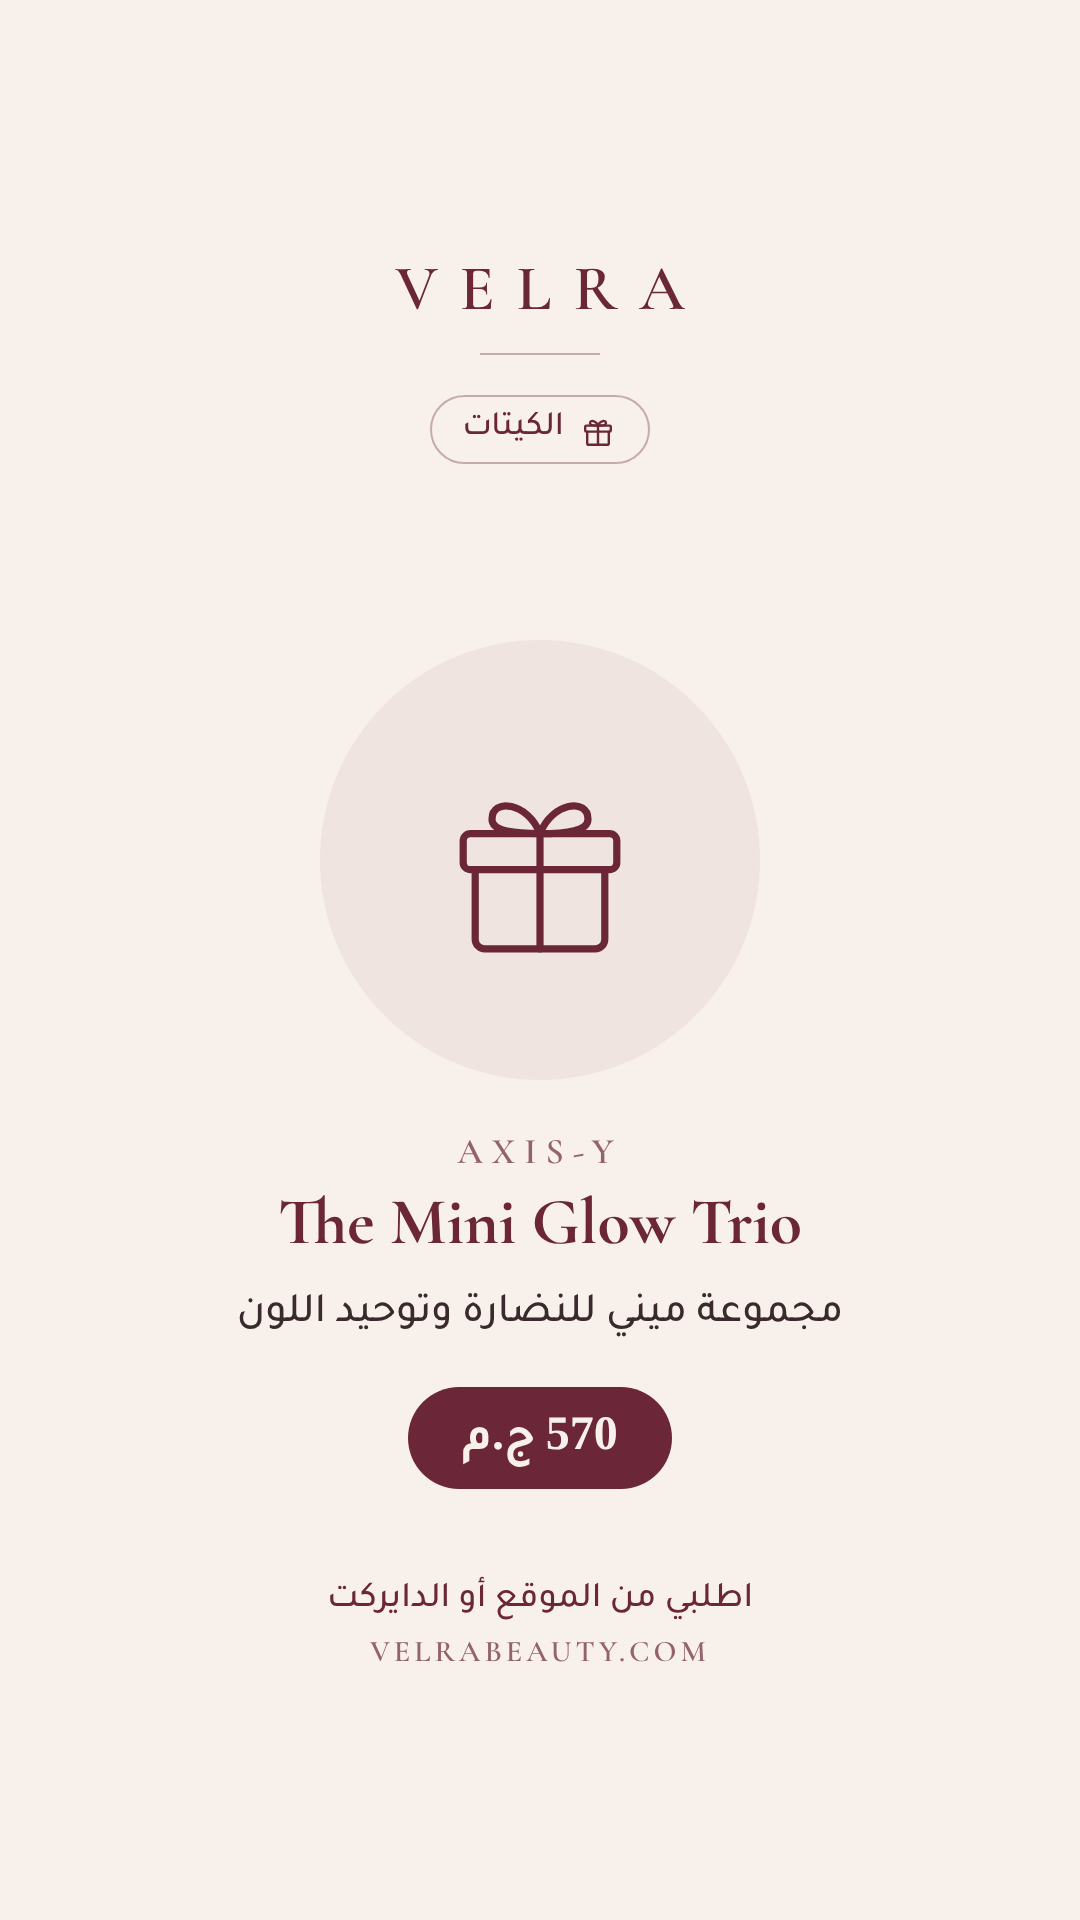 VELRA
الكيتات
AXIS-Y
The Mini Glow Trio
مجموعة ميني للنضارة وتوحيد اللون
570 ج.م
اطلبي من الموقع أو الدايركت
VELRABEAUTY.COM